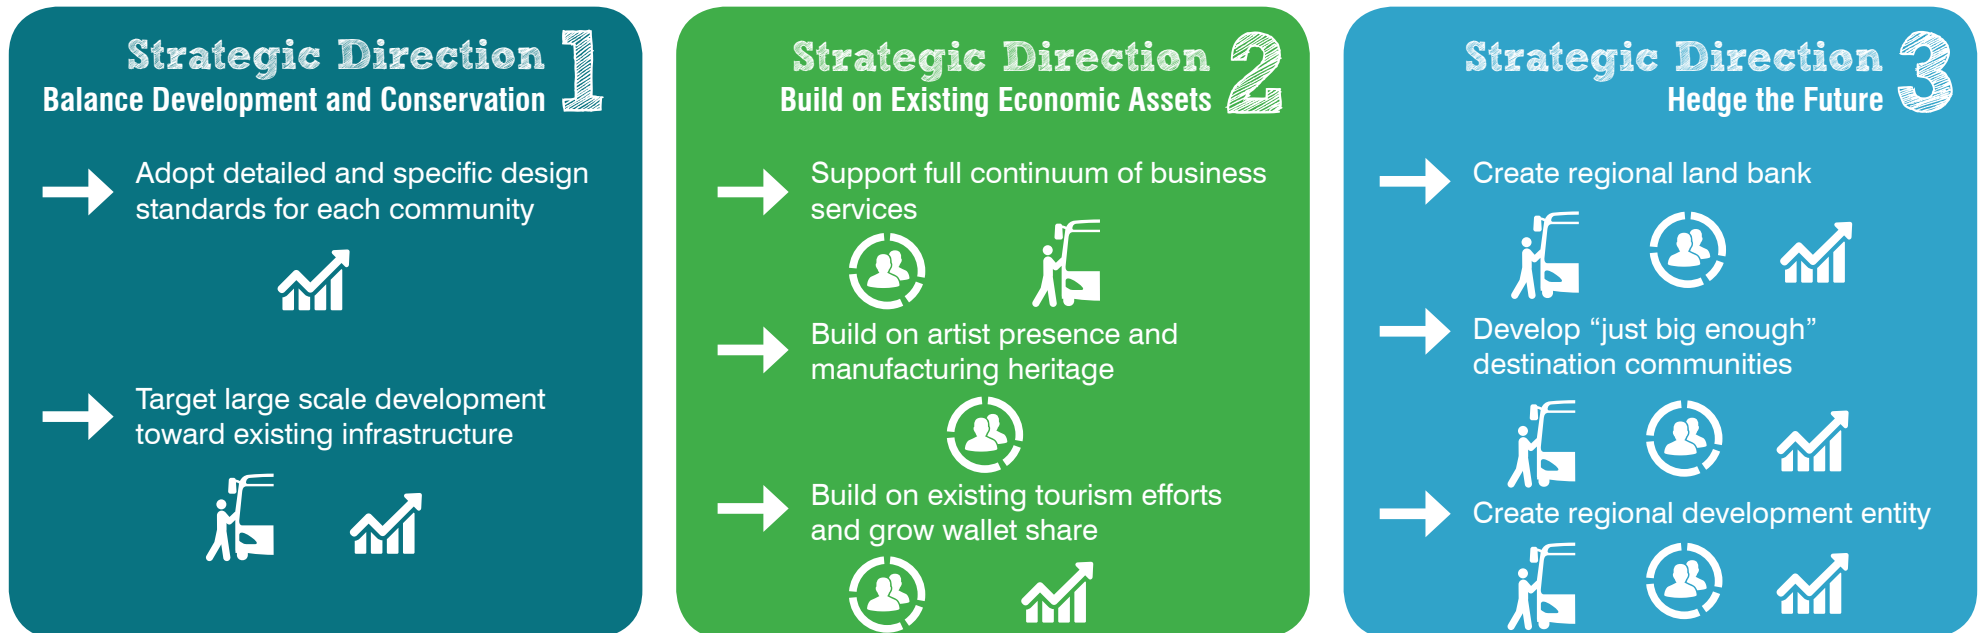 Strategic Direction 1
Balance Development and Conservation
Adopt detailed and specific design
standards for each community
Target large scale development
toward existing infrastructure
Strategic Direction 2
Build on Existing Economic Assets
Support full continuum of business
services
Build on artist presence and
manufacturing heritage
Build on existing tourism efforts
and grow wallet share
Strategic Direction 3
Hedge the Future
Create regional land bank
Develop “just big enough”
destination communities
Create regional development entity